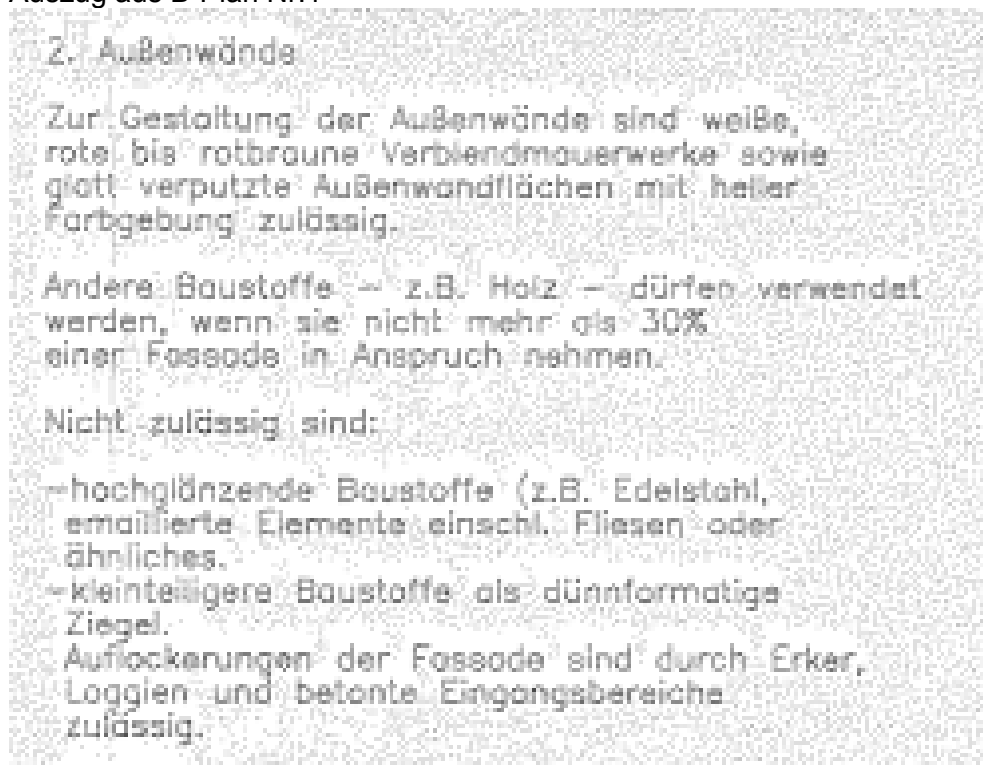 2. Außenwände
Zur Gestaltung der Außenwände sind weiße,
rote bis rotbraune Verblendmauerwerke sowie
glatt verputzte Außenwandflächen mit heller
Farbgebung zulässig.
Andere Baustoffe - z.B. Holz - dürfen verwendet
werden, wenn sie nicht mehr als 30%
einer Fassade in Anspruch nehmen.
Nicht zulässig sind:
-hochglänzende Baustoffe (z.B. Edelstahl,
emaillierte Elemente einschl. Fliesen oder
ähnliches.
-kleinteiligere Baustoffe als dünnformatige
Ziegel.
Auflockerungen der Fassade sind durch Erker,
Loggien und betonte Eingangsbereiche
zulässig.